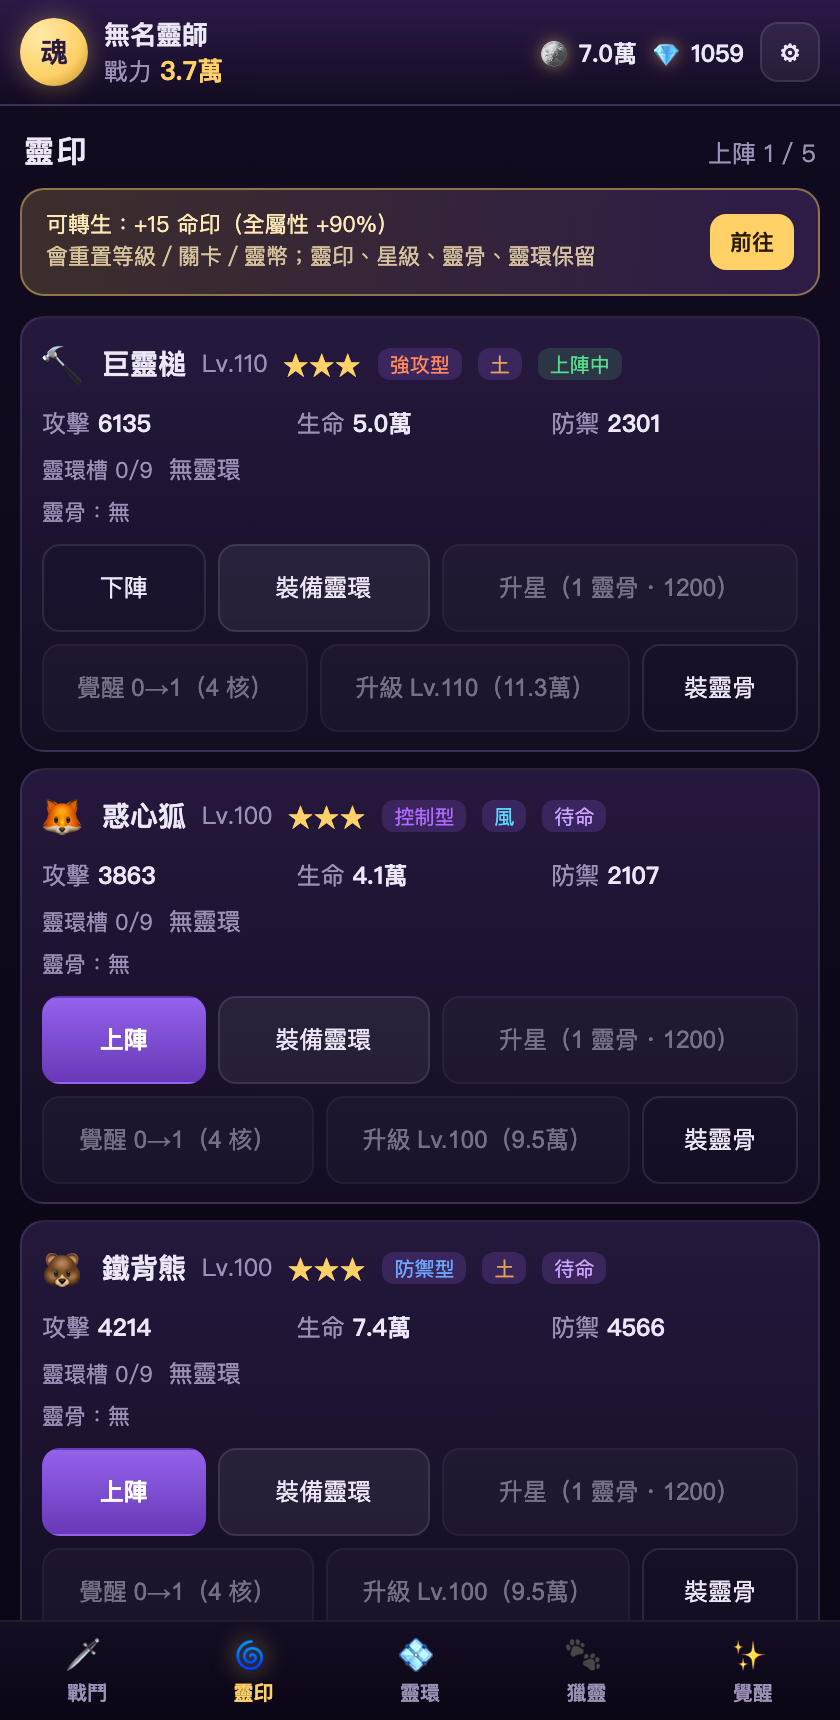 魂
無名靈師
戰力 3.7萬
7.0萬 1059
靈印
上陣 1 / 5
可轉生：+15 命印（全屬性 +90%）
會重置等級 / 關卡 / 靈幣；靈印、星級、靈骨、靈環保留
前往
巨靈槌 Lv.110 ★★★ 強攻型 土 上陣中
攻擊 6135 生命 5.0萬 防禦 2301
靈環槽 0/9 無靈環
靈骨：無
下陣 裝備靈環 升星（1 靈骨 · 1200）
覺醒 0→1（4 核） 升級 Lv.110（11.3萬） 裝靈骨
惑心狐 Lv.100 ★★★ 控制型 風 待命
攻擊 3863 生命 4.1萬 防禦 2107
靈環槽 0/9 無靈環
靈骨：無
上陣 裝備靈環 升星（1 靈骨 · 1200）
覺醒 0→1（4 核） 升級 Lv.100（9.5萬） 裝靈骨
鐵背熊 Lv.100 ★★★ 防禦型 土 待命
攻擊 4214 生命 7.4萬 防禦 4566
靈環槽 0/9 無靈環
靈骨：無
上陣 裝備靈環 升星（1 靈骨 · 1200）
覺醒 0→1（4 核） 升級 Lv.100（9.5萬） 裝靈骨
戰鬥 靈印 靈環 獵靈 覺醒